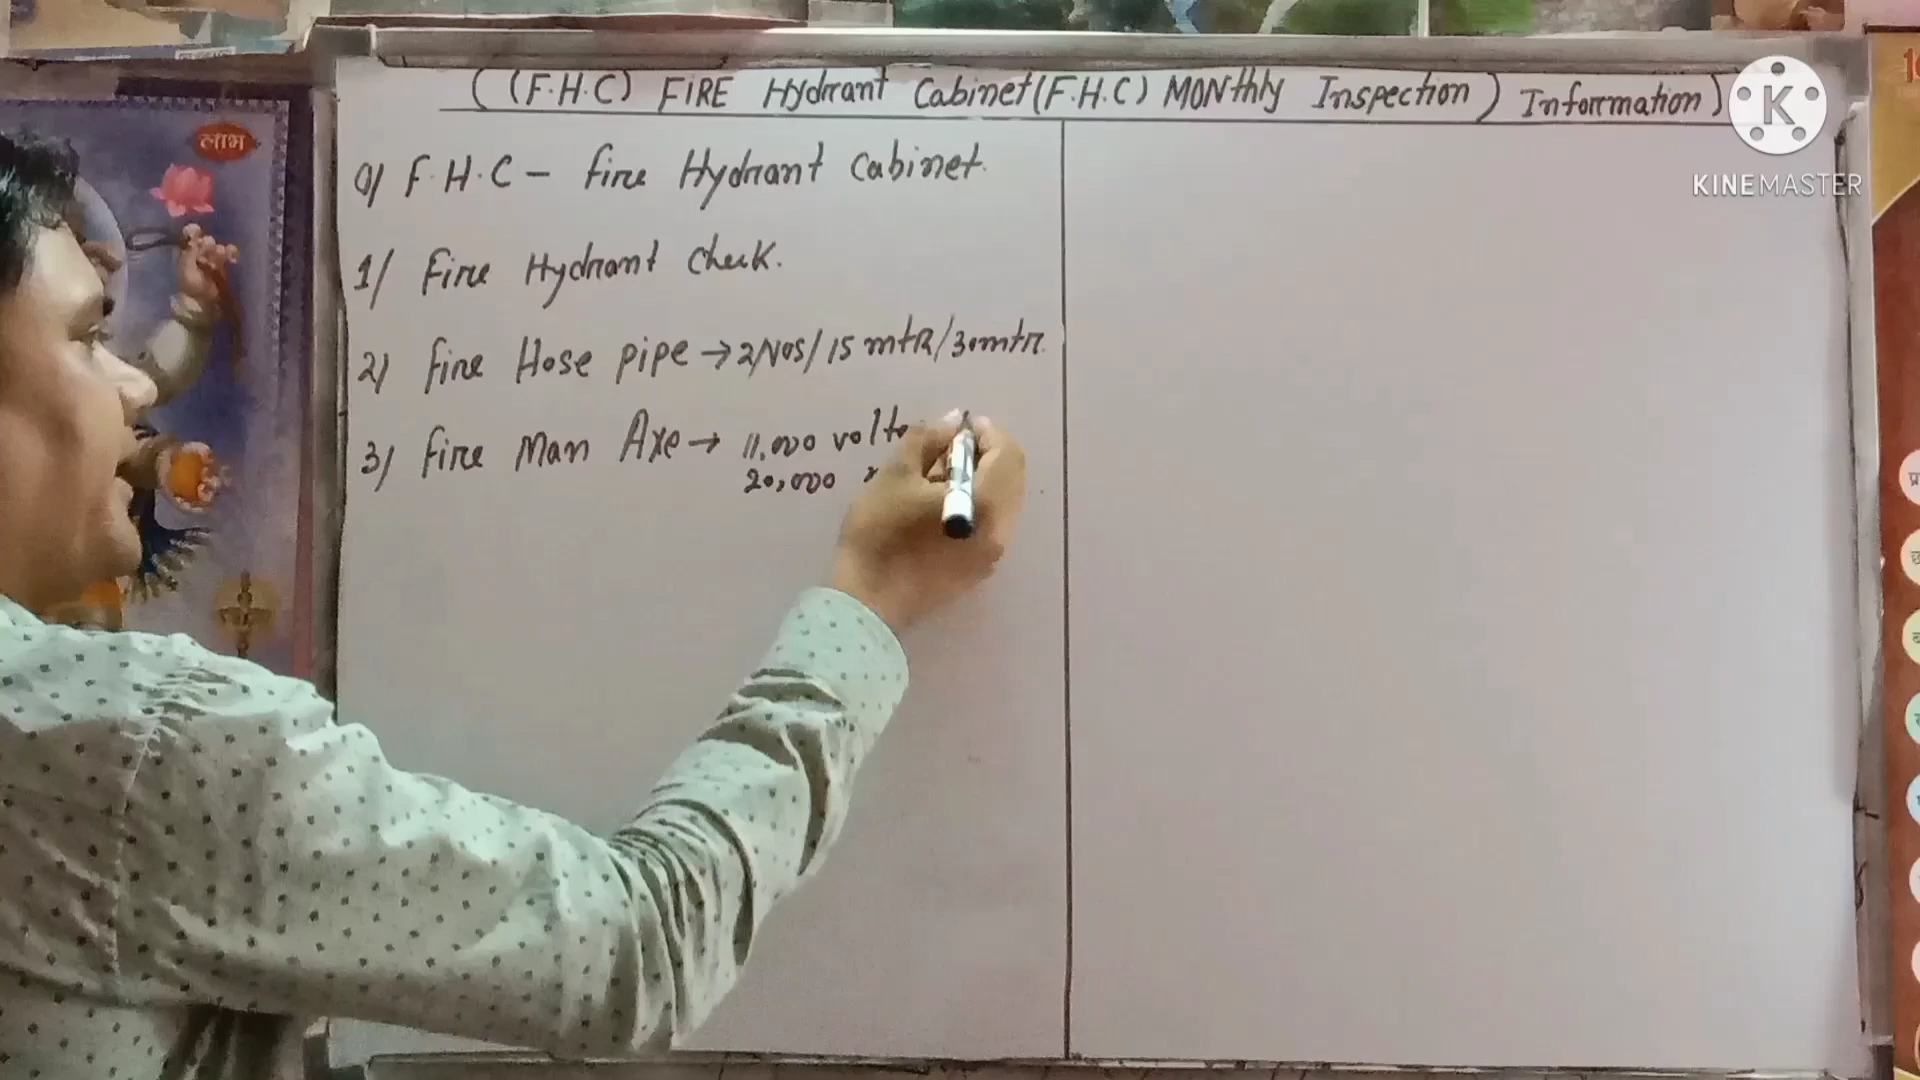 लाभ
((F.H.C) FIRE Hydrant Cabinet(F.H.C) MONthly Inspection) Information)
0) F.H.C - fire Hydrant Cabinet.
1) Fire Hydrant Check.
2) fire Hose pipe → 2Nos/15 mtR/30mtr.
3) fire Man Axe → 11.000 volt
20,000
K
KINEMASTER